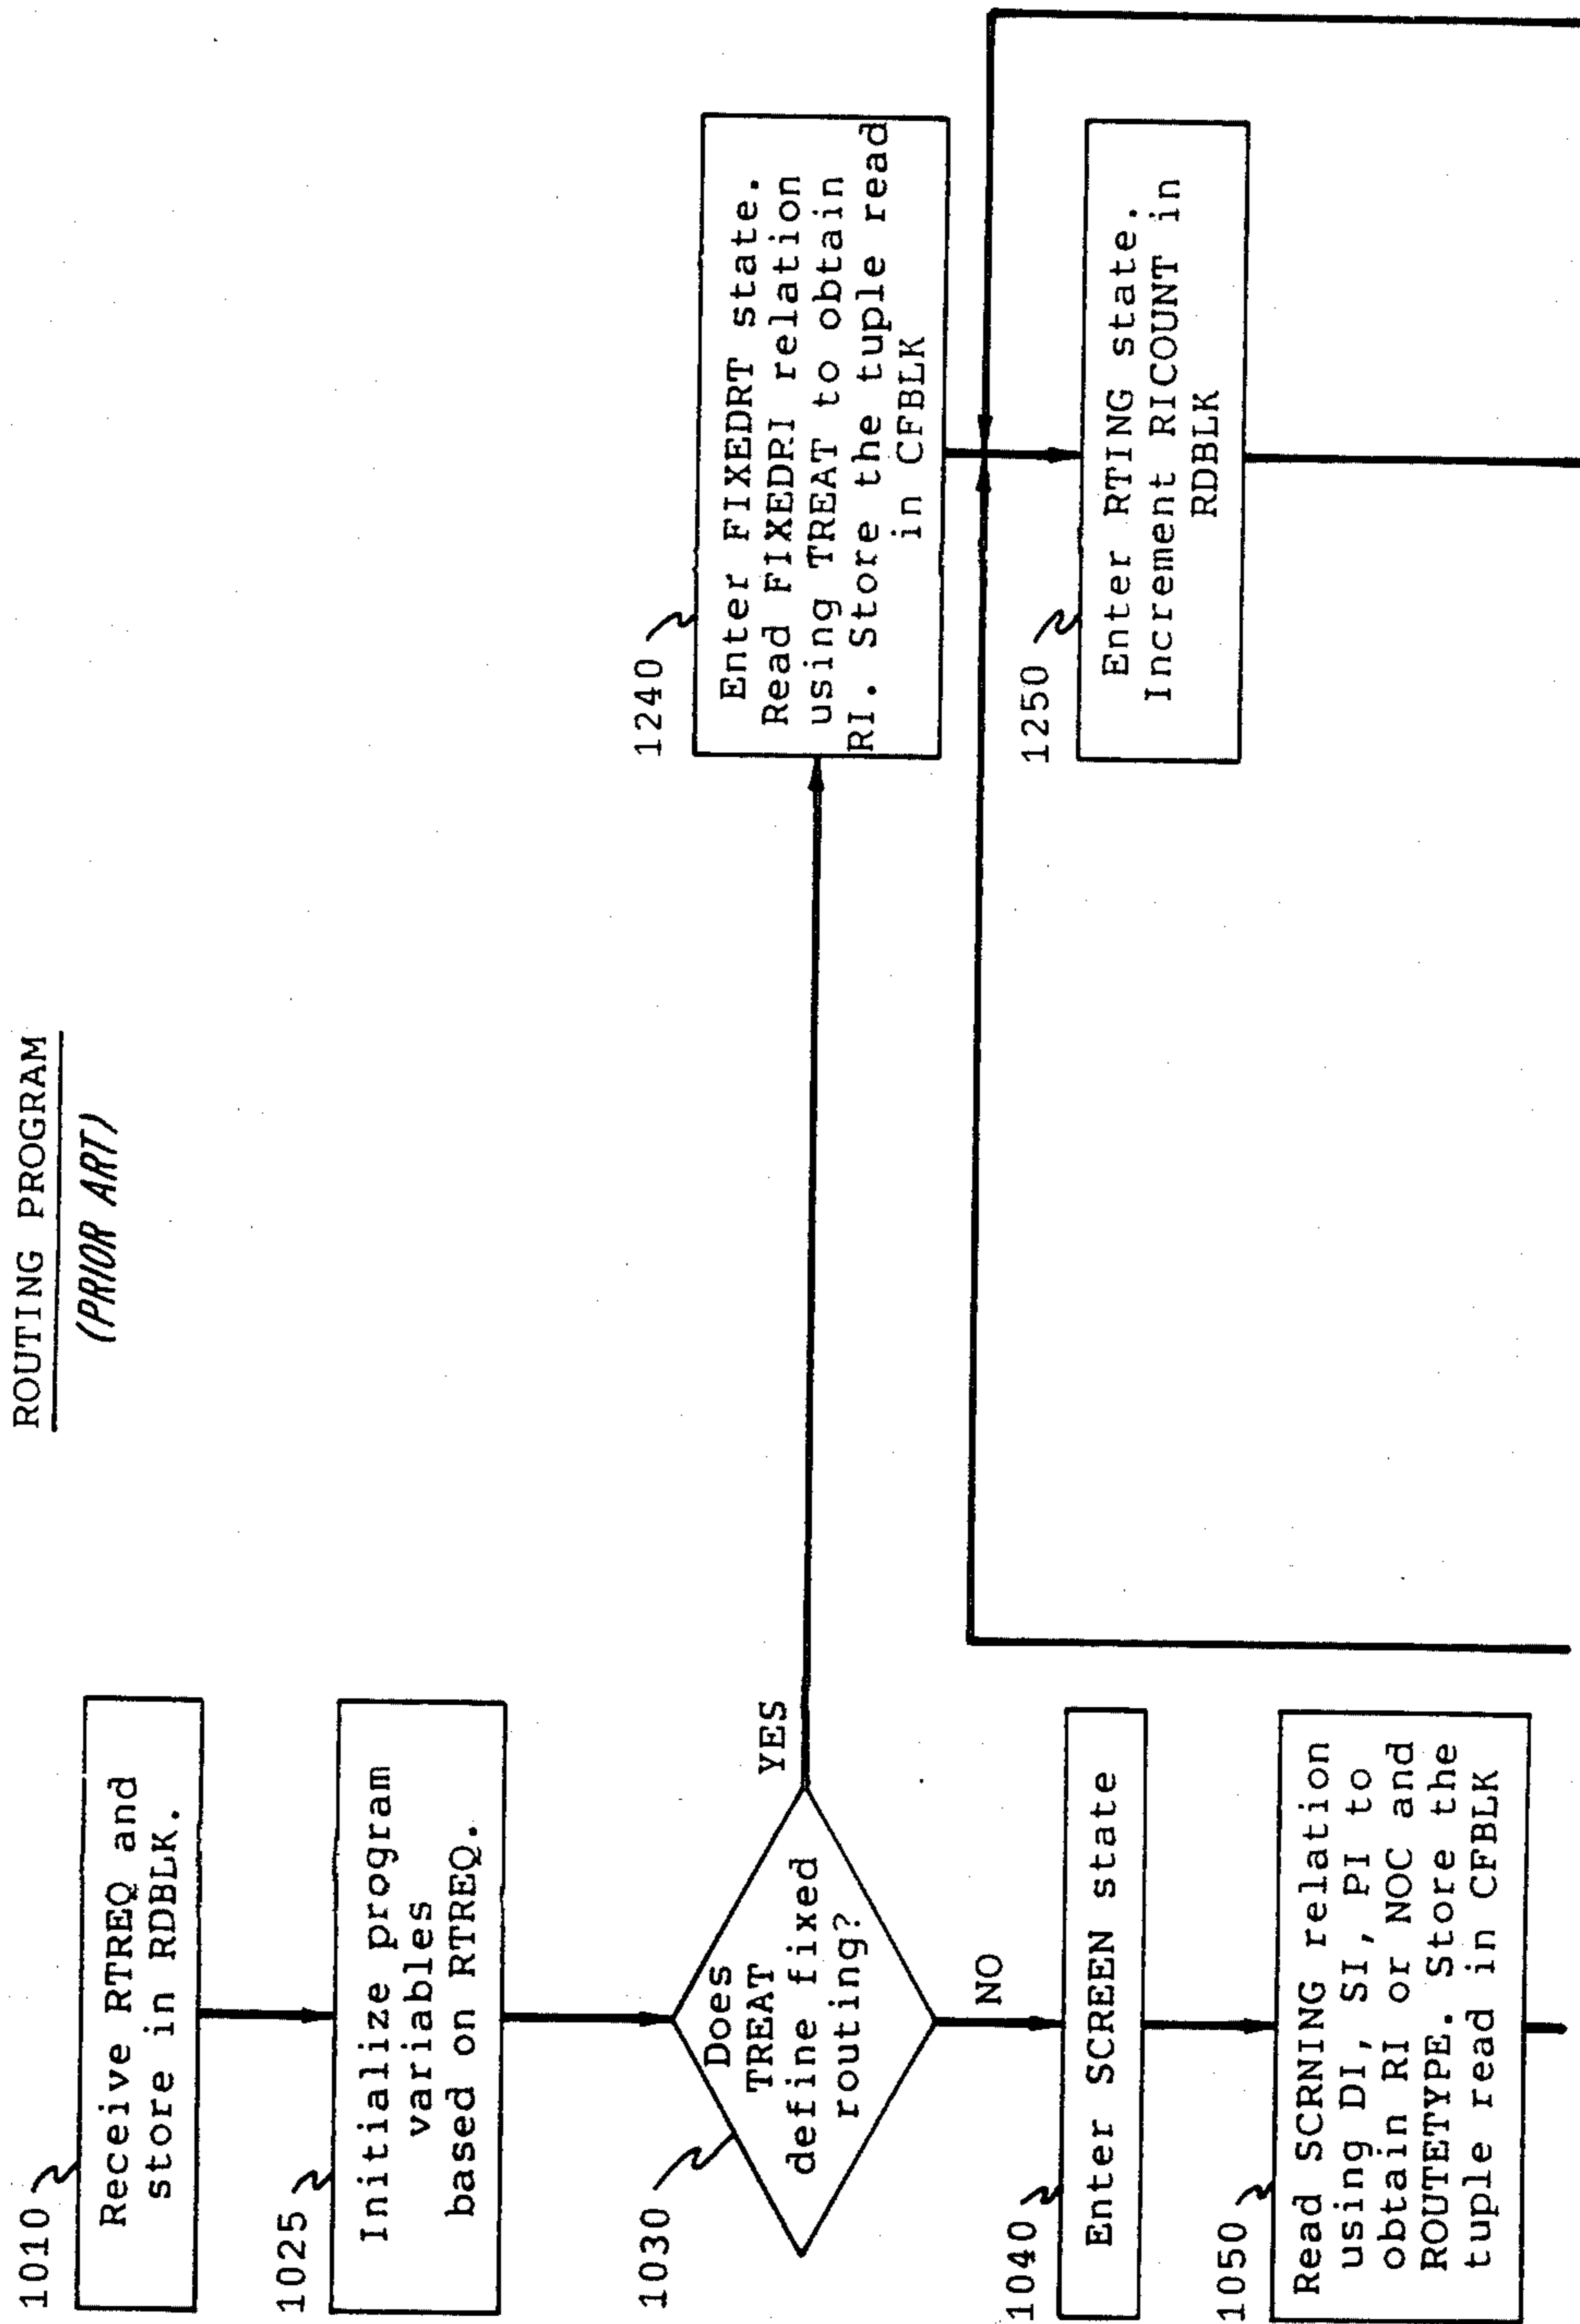 ROUTING PROGRAM
(PRIOR ART)
1010
Receive RTREQ and
store in RDBLK.
1025
Initialize program
variables
based on RTREQ.
1030
Does
TREAT
define fixed
routing?
YES
NO
1040
Enter SCREEN state
1050
Read SCRNING relation
using DI, SI, PI to
obtain RI or NOC and
ROUTETYPE. Store the
tuple read in CFBLK
1240
Enter FIXEDRT state.
Read FIXEDRI relation
using TREAT to obtain
RI. Store the tuple read
in CFBLK
1250
Enter RTING state.
Increment RICOUNT in
RDBLK